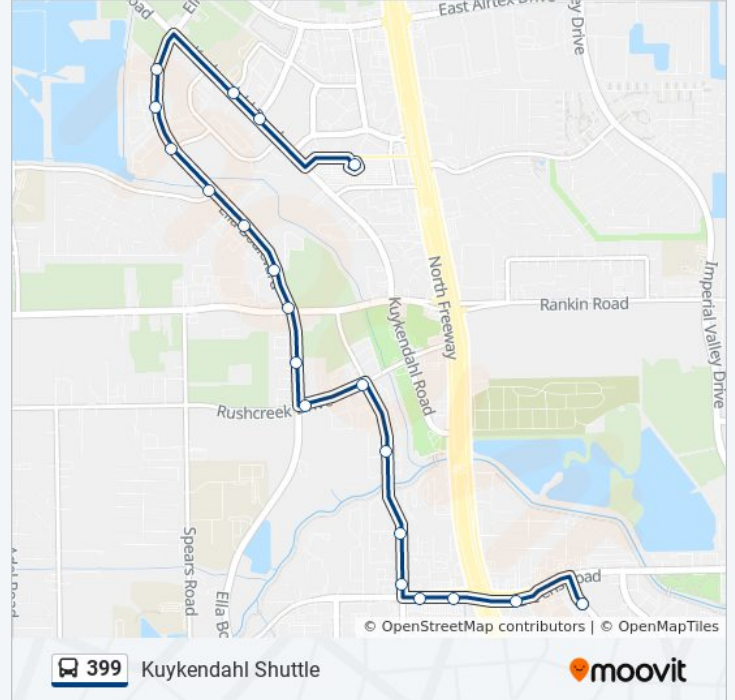 East Airtex Drive
Rankin Road
North Freeway
Kuykendahl Road
Imperial Valley Drive
Rushcreek
Spears Road
© OpenStreetMap contributors | © OpenMapTiles
399 Kuykendahl Shuttle
moovit